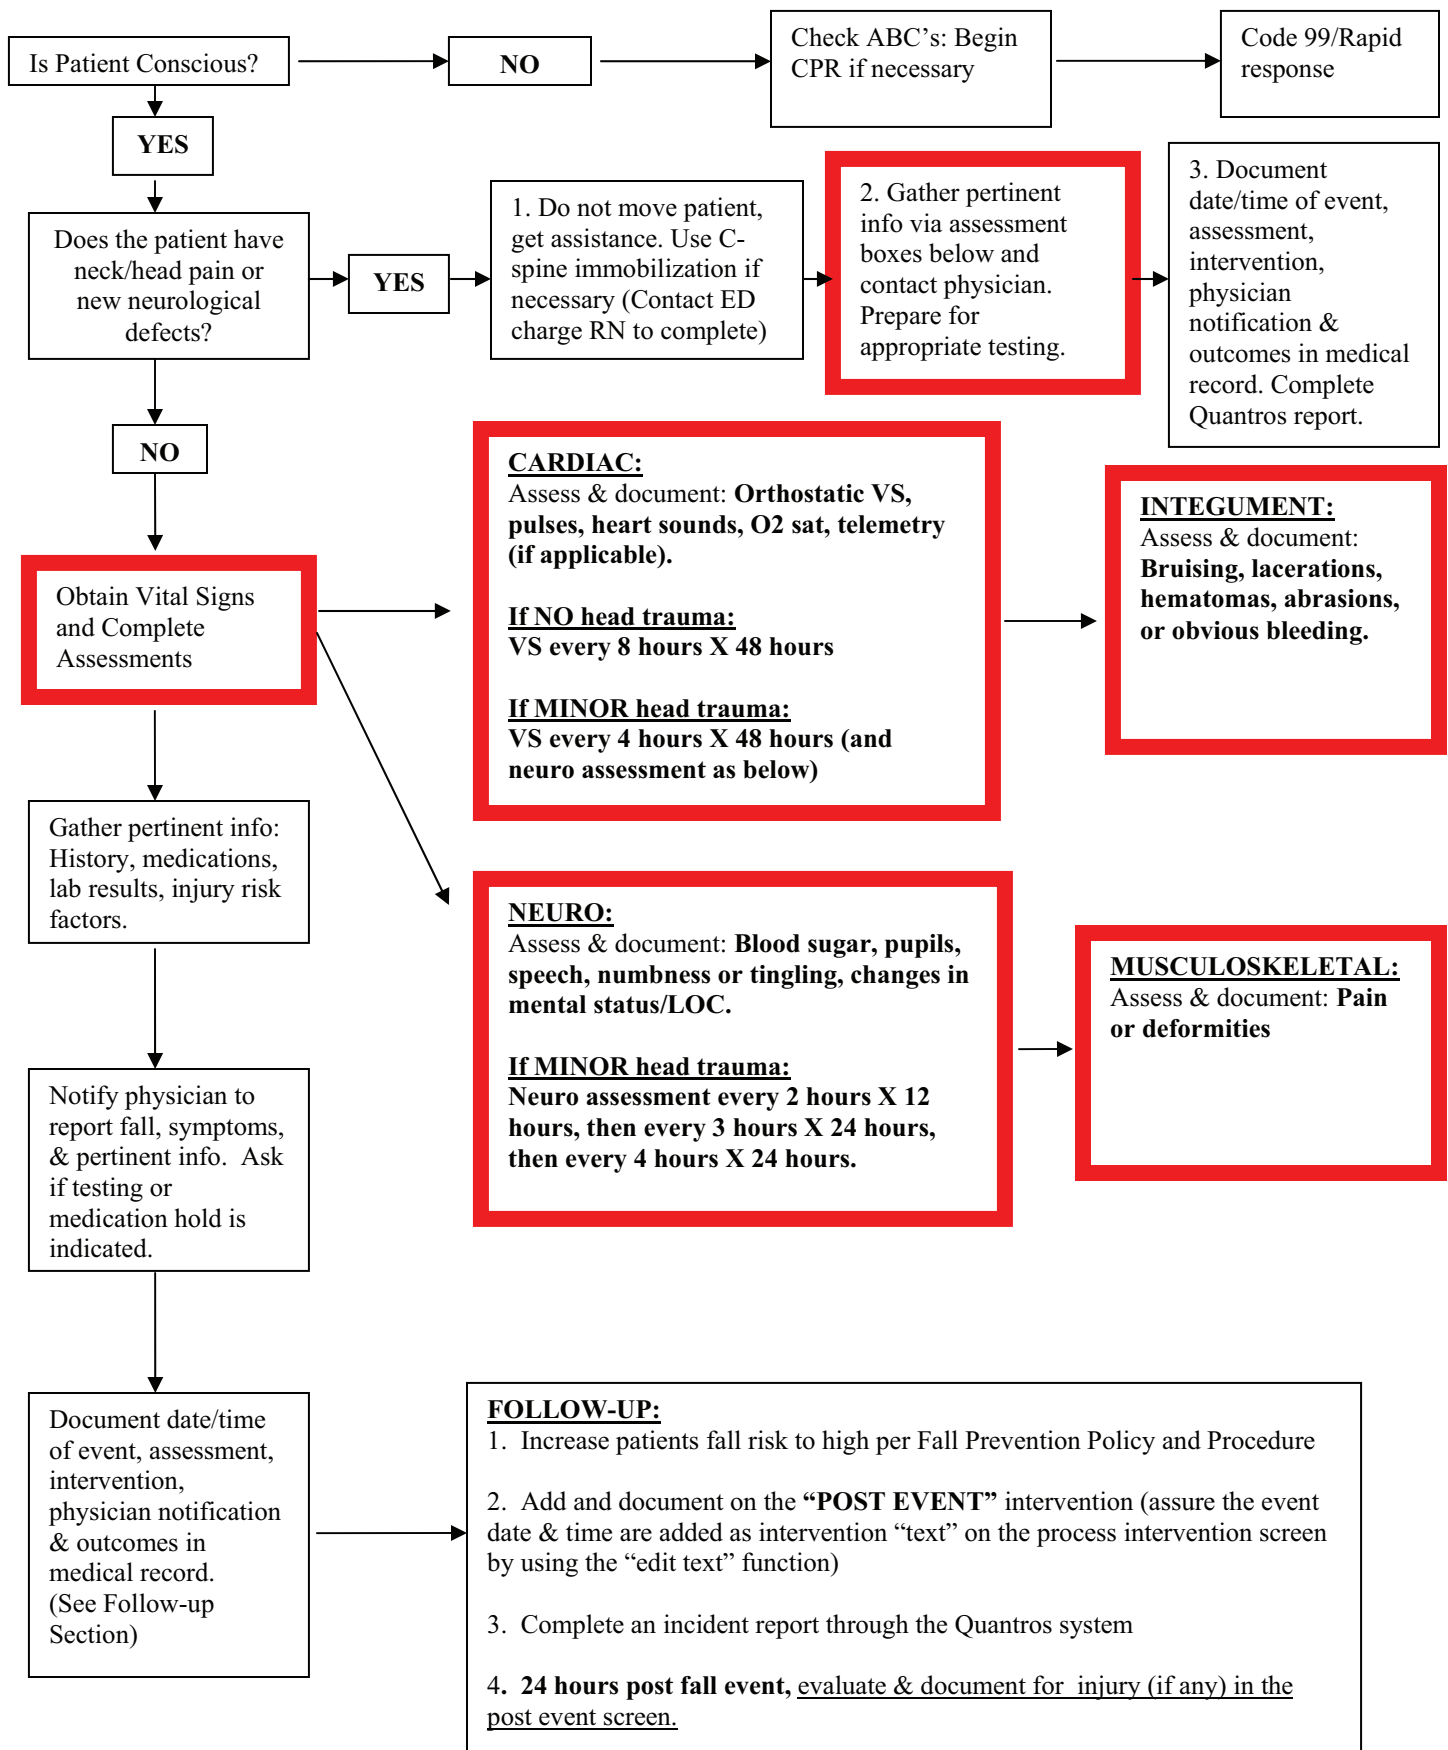 Is Patient Conscious?
NO
Check ABC’s: Begin
CPR if necessary
Code 99/Rapid
response
YES
Does the patient have
neck/head pain or
new neurological
defects?
YES
1. Do not move patient,
get assistance. Use C-
spine immobilization if
necessary (Contact ED
charge RN to complete)
2. Gather pertinent
info via assessment
boxes below and
contact physician.
Prepare for
appropriate testing.
3. Document
date/time of event,
assessment,
intervention,
physician
notification &
outcomes in medical
record. Complete
Quantros report.
NO
Obtain Vital Signs
and Complete
Assessments
CARDIAC:
Assess & document: Orthostatic VS,
pulses, heart sounds, O2 sat, telemetry
(if applicable).
If NO head trauma:
VS every 8 hours X 48 hours
If MINOR head trauma:
VS every 4 hours X 48 hours (and
neuro assessment as below)
INTEGUMENT:
Assess & document:
Bruising, lacerations,
hematomas, abrasions,
or obvious bleeding.
Gather pertinent info:
History, medications,
lab results, injury risk
factors.
NEURO:
Assess & document: Blood sugar, pupils,
speech, numbness or tingling, changes in
mental status/LOC.
If MINOR head trauma:
Neuro assessment every 2 hours X 12
hours, then every 3 hours X 24 hours,
then every 4 hours X 24 hours.
MUSCULOSKELETAL:
Assess & document: Pain
or deformities
Notify physician to
report fall, symptoms,
& pertinent info.  Ask
if testing or
medication hold is
indicated.
Document date/time
of event, assessment,
intervention,
physician notification
& outcomes in
medical record.
(See Follow-up
Section)
FOLLOW-UP:
1.  Increase patients fall risk to high per Fall Prevention Policy and Procedure
2.  Add and document on the “POST EVENT” intervention (assure the event
date & time are added as intervention “text” on the process intervention screen
by using the “edit text” function)
3.  Complete an incident report through the Quantros system
4. 24 hours post fall event, evaluate & document for  injury (if any) in the
post event screen.